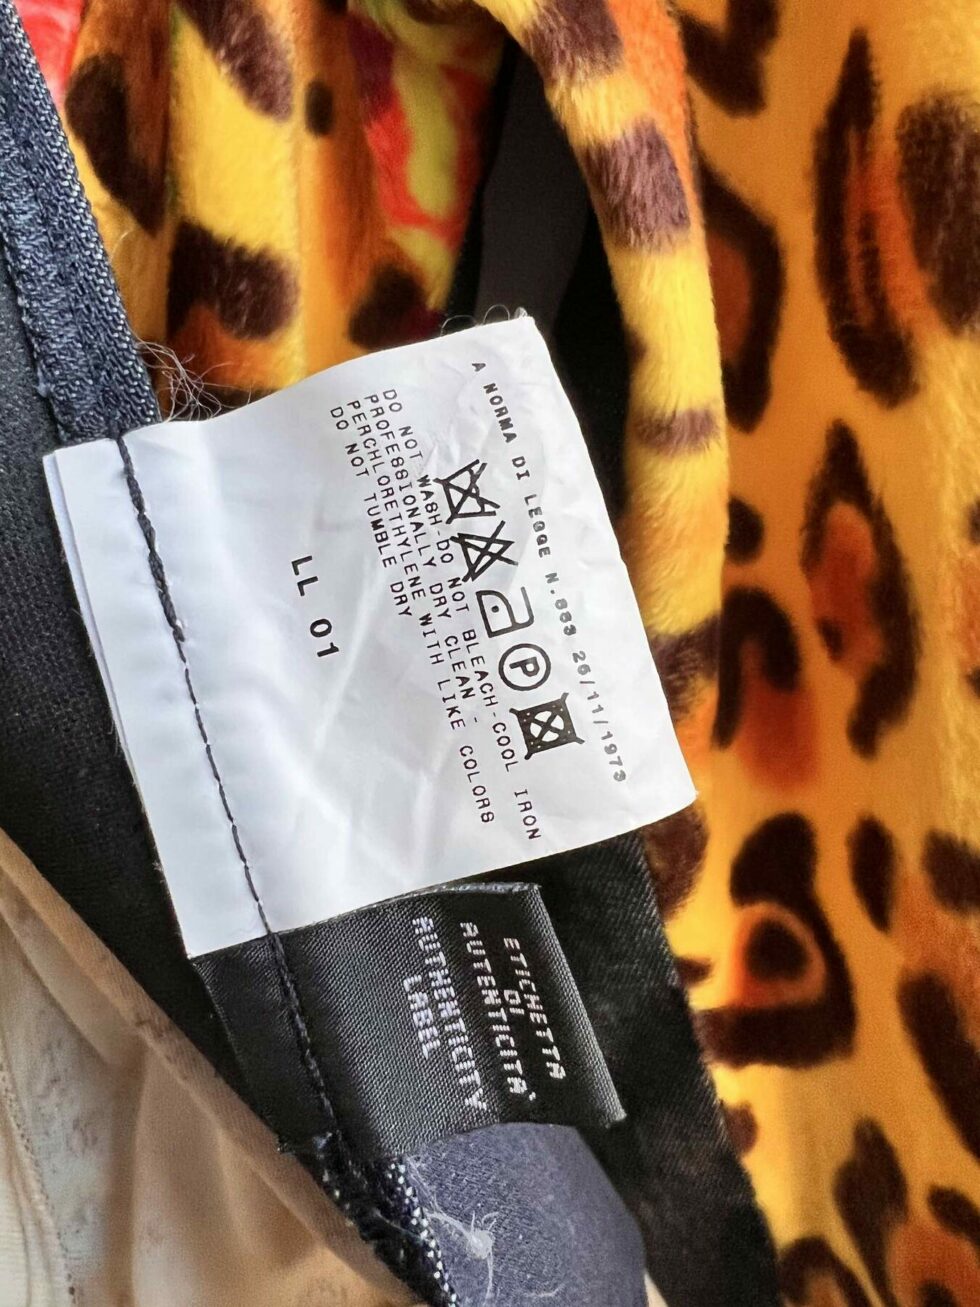 A NORMA DI LEGGE N.883 26/11/1973
P
DO NOT WASH-DO NOT BLEACH-COOL IRON
PROFESSIONALLY DRY CLEAN -
PERCHLORETHYLENE WITH LIKE COLORS
DO NOT TUMBLE DRY
LL 01
ETICHETTA
DI
AUTENTICITA'
AUTHENTICITY
LABEL